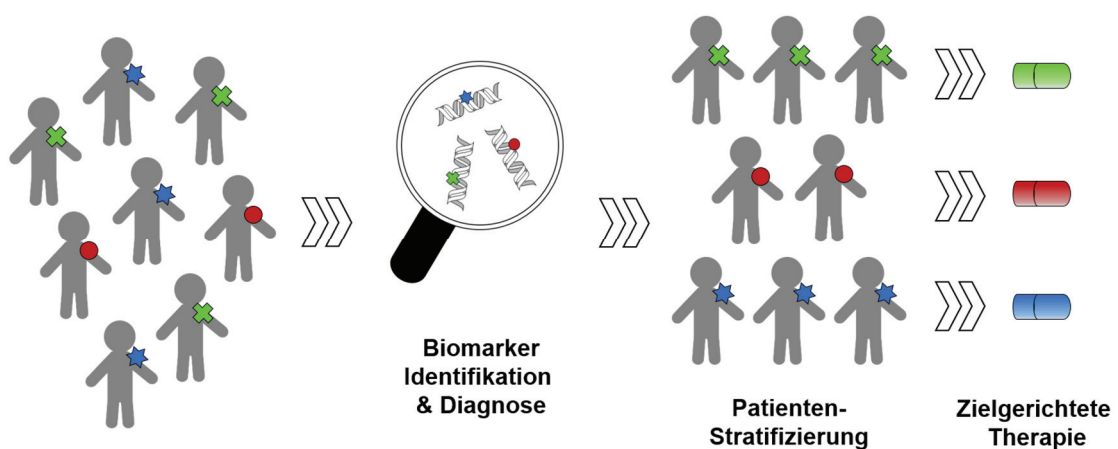 Biomarker
Identifikation
& Diagnose
Patienten-
Stratifizierung
Zielgerichtete
Therapie